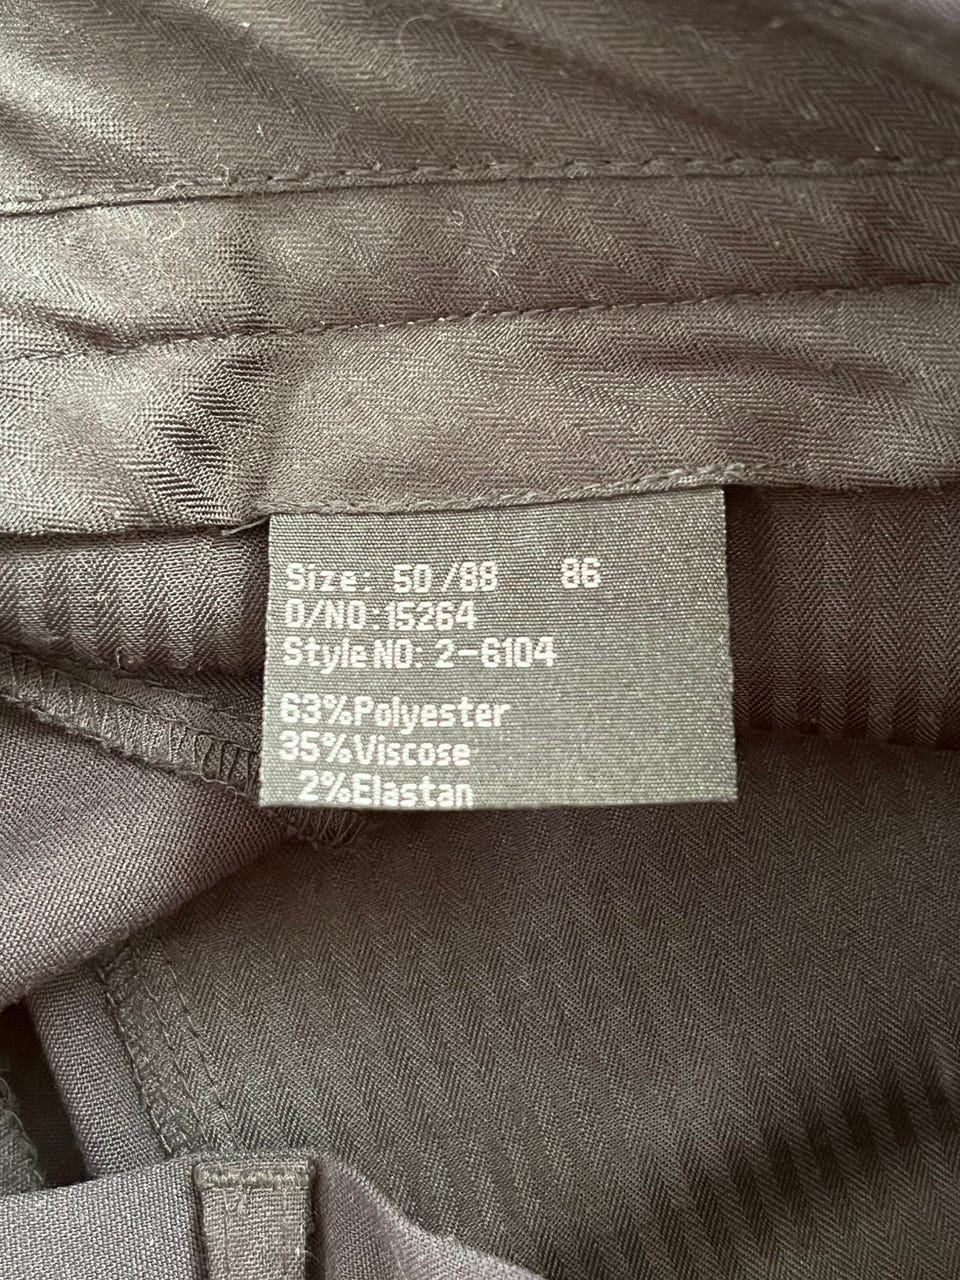 Size: 50/88 86
O/NO:15264
Style NO: 2-6104
63%Polyester
35%Viscose
2%Elastan